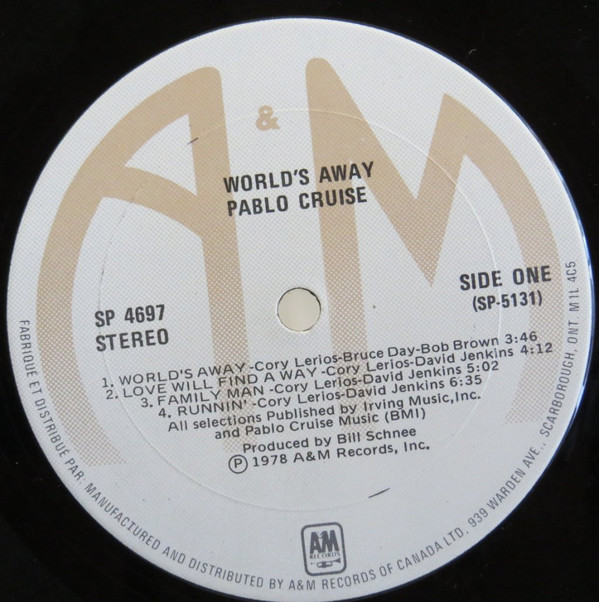 A & M
WORLD'S AWAY
PABLO CRUISE
SP 4697
STEREO
SIDE ONE
(SP-5131)
1. WORLD'S AWAY-Cory Lerios-Bruce Day-Bob Brown 3:46
2. LOVE WILL FIND A WAY-Cory Lerios-David Jenkins 4:12
3. FAMILY MAN-Cory Lerios-David Jenkins 5:02
4. RUNNIN'-Cory Lerios-David Jenkins 6:35
All selections Published by Irving Music, Inc.
and Pablo Cruise Music (BMI)
Produced by Bill Schnee
℗ 1978 A&M Records, Inc.
A&M
RECORDS
FABRIQUÉ ET DISTRIBUÉ PAR. MANUFACTURED AND DISTRIBUTED BY A&M RECORDS OF CANADA LTD. 939 WARDEN AVE., SCARBOROUGH, ONT. M1L 4C5